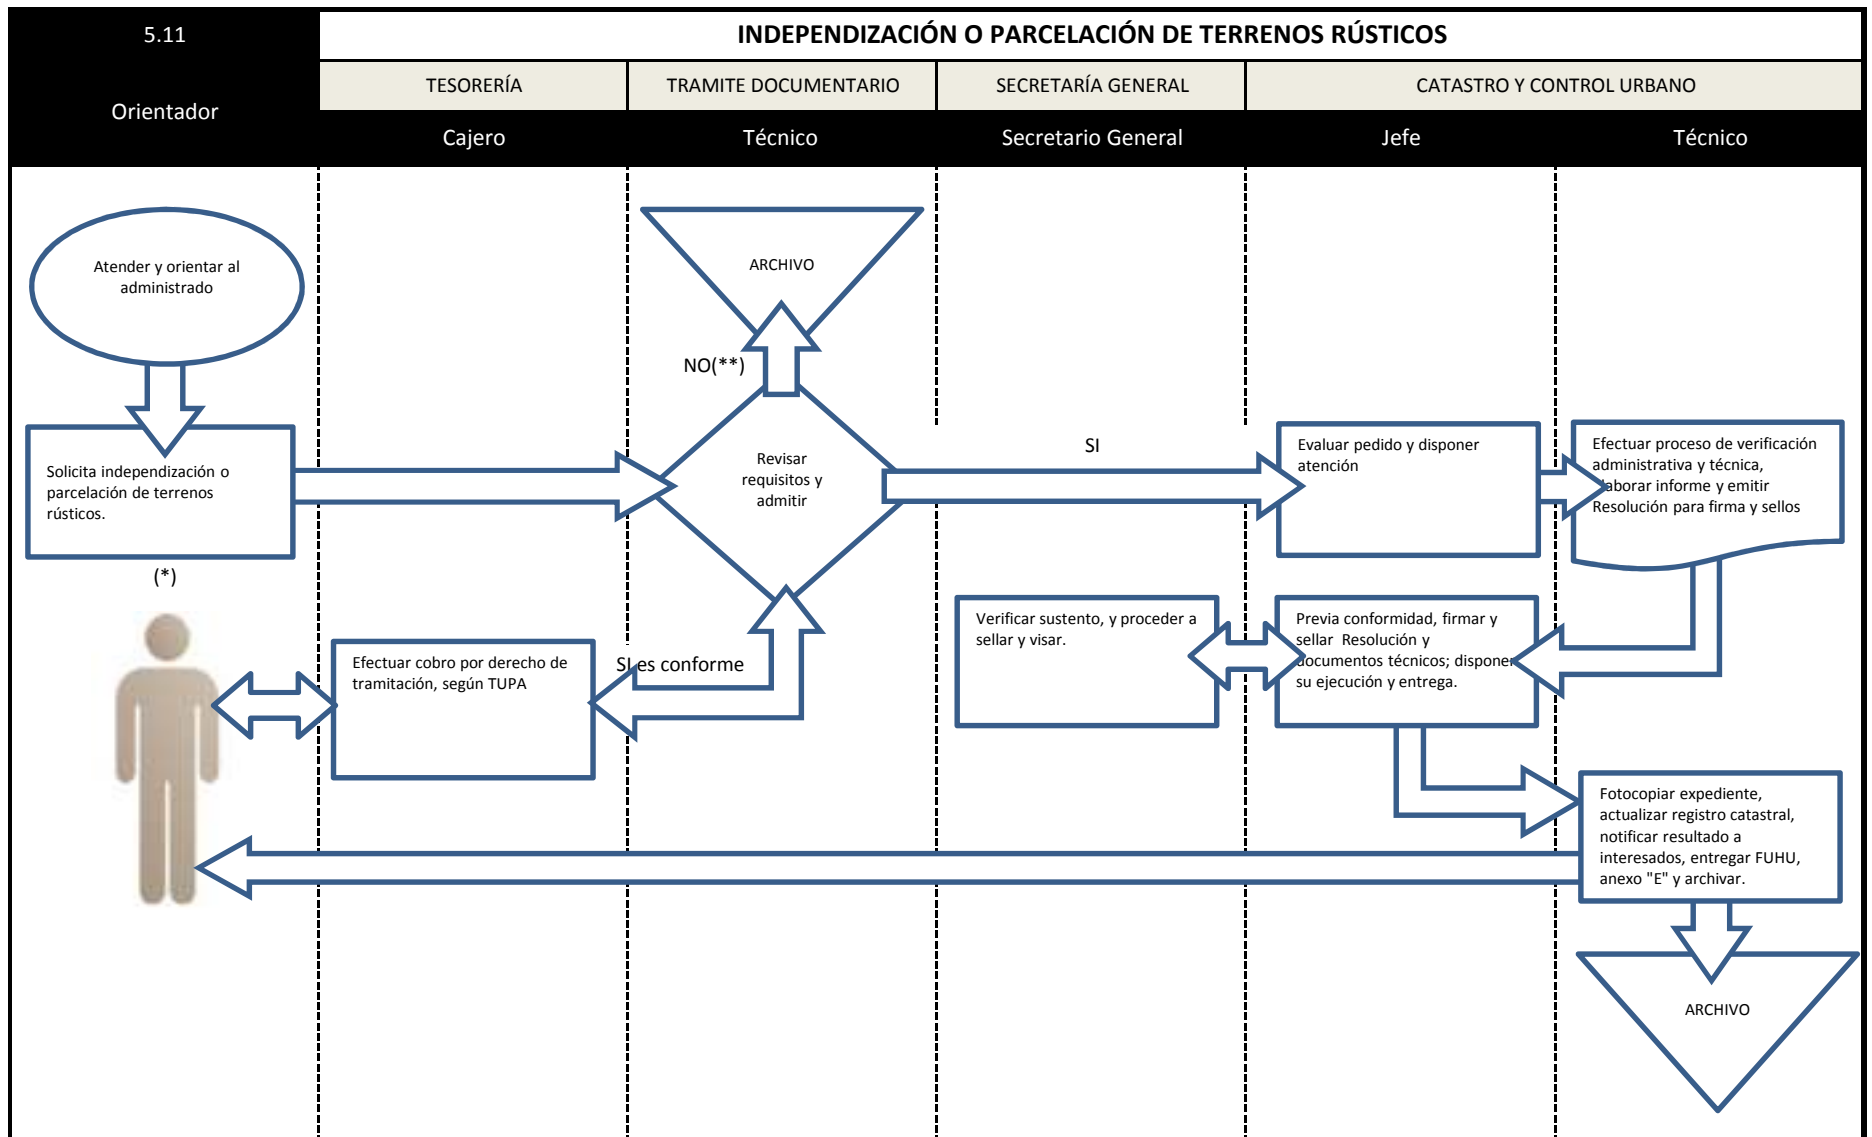 5.11
INDEPENDIZACIÓN O PARCELACIÓN DE TERRENOS RÚSTICOS
Orientador
TESORERÍA
TRAMITE DOCUMENTARIO
SECRETARÍA GENERAL
CATASTRO Y CONTROL URBANO
Cajero
Técnico
Secretario General
Jefe
Técnico
Atender y orientar al
administrado
ARCHIVO
NO(**)
Solicita independización o
parcelación de terrenos
rústicos.
(*)
Revisar
requisitos y
admitir
SI
Evaluar pedido y disponer
atención
Efectuar proceso de verificación
administrativa y técnica,
elaborar informe y emitir
Resolución para firma y sellos
Efectuar cobro por derecho de
tramitación, según TUPA
SI es conforme
Verificar sustento, y proceder a
sellar y visar.
Previa conformidad, firmar y
sellar Resolución y
documentos técnicos; disponer
su ejecución y entrega.
Fotocopiar expediente,
actualizar registro catastral,
notificar resultado a
interesados, entregar FUHU,
anexo "E" y archivar.
ARCHIVO